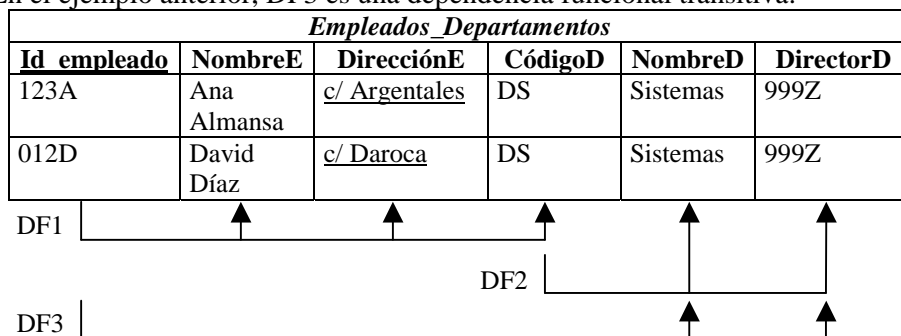 En el ejemplo anterior, DF3 es una dependencia funcional transitiva.
Empleados_Departamentos
Id_empleado NombreE DirecciónE CódigoD NombreD DirectorD
123A Ana Almansa c/ Argentales DS Sistemas 999Z
012D David Díaz c/ Daroca DS Sistemas 999Z
DF1
DF2
DF3